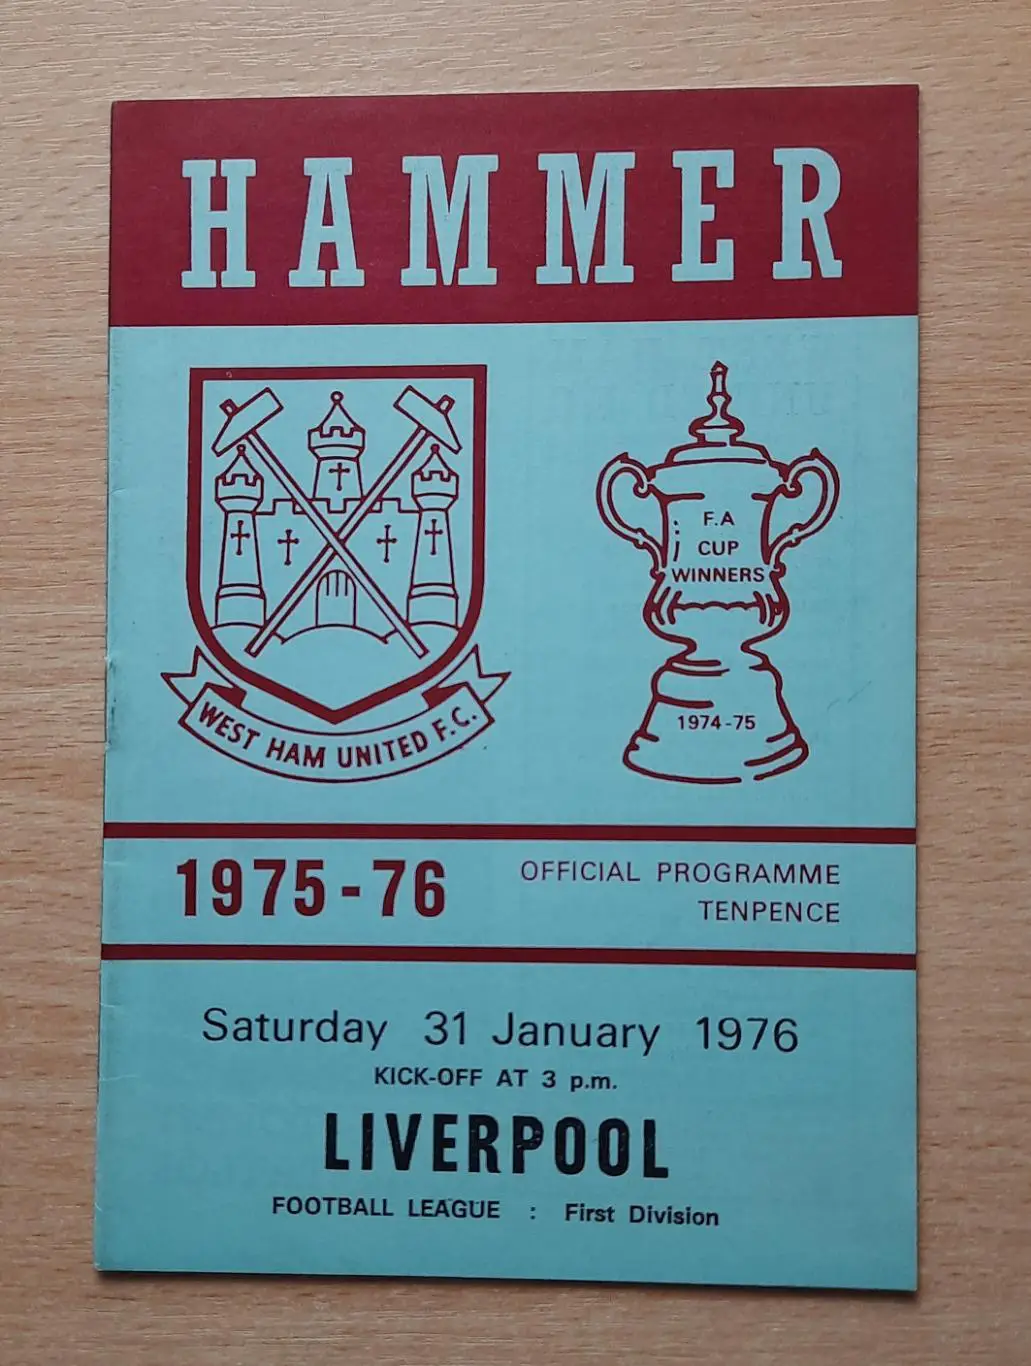 HAMMER
WEST HAM UNITED F.C.
F.A
CUP
WINNERS
1974-75
1975-76
OFFICIAL PROGRAMME
TENPENCE
Saturday 31 January 1976
KICK-OFF AT 3 p.m.
LIVERPOOL
FOOTBALL LEAGUE : First Division